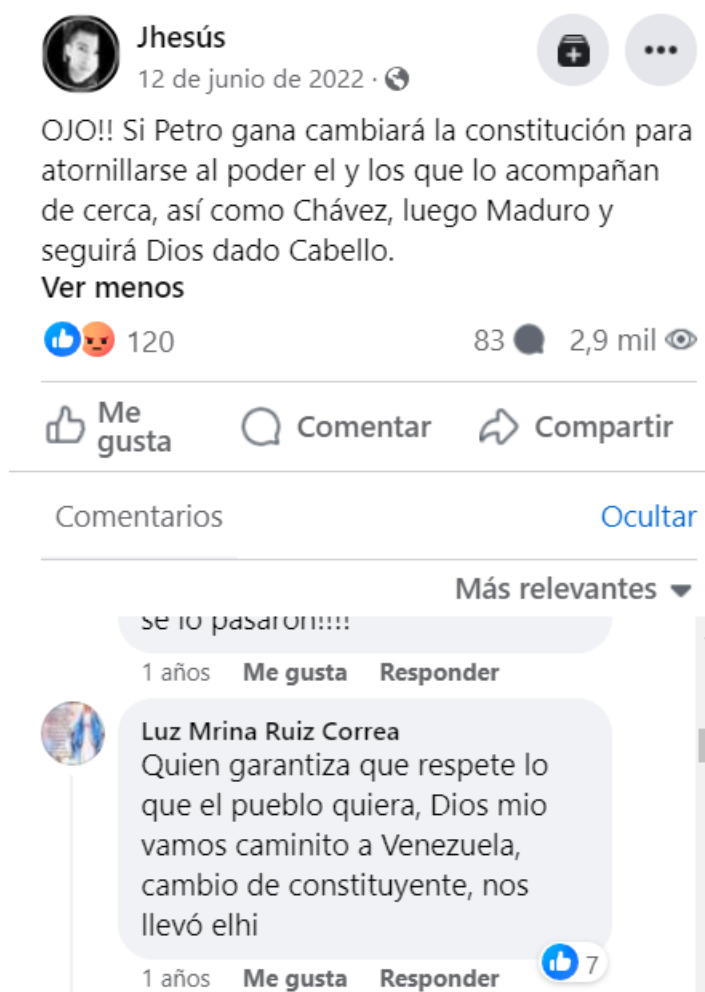 Jhesús
12 de junio de 2022 ·
OJO!! Si Petro gana cambiará la constitución para
atornillarse al poder el y los que lo acompañan
de cerca, así como Chávez, luego Maduro y
seguirá Dios dado Cabello.
Ver menos
120
83
2,9 mil
Me
gusta
Comentar
Compartir
Comentarios
Ocultar
Más relevantes
se lo pasaron!!!!
1 años Me gusta Responder
Luz Mrina Ruiz Correa
Quien garantiza que respete lo
que el pueblo quiera, Dios mio
vamos caminito a Venezuela,
cambio de constituyente, nos
llevó elhi
7
1 años Me gusta Responder